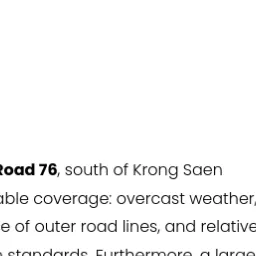 Road 76, south of Krong Saen
able coverage: overcast weather,
e of outer road lines, and relative
standards. Furthermore, a large